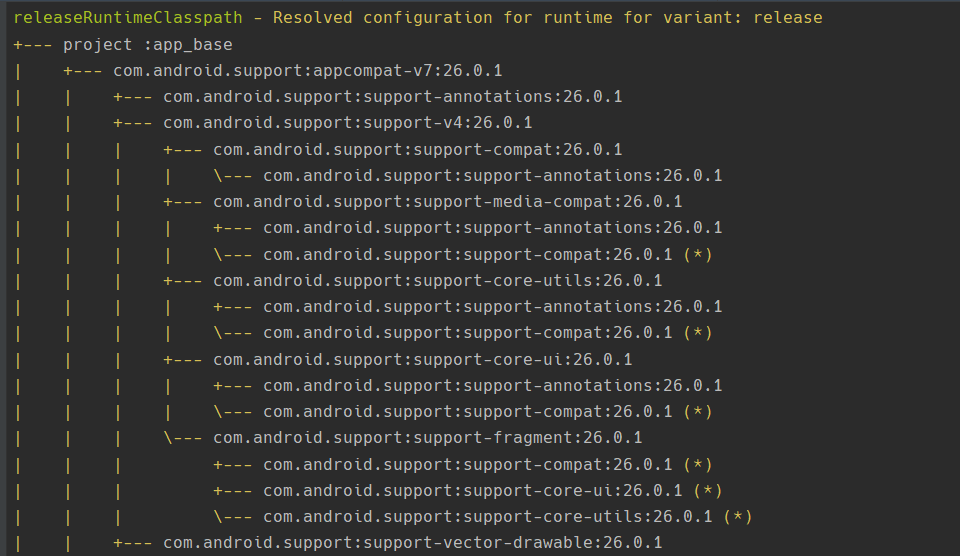 releaseRuntimeClasspath - Resolved configuration for runtime for variant: release
+--- project :app_base
|    +--- com.android.support:appcompat-v7:26.0.1
|    |    +--- com.android.support:support-annotations:26.0.1
|    |    +--- com.android.support:support-v4:26.0.1
|    |    |    +--- com.android.support:support-compat:26.0.1
|    |    |    |    \--- com.android.support:support-annotations:26.0.1
|    |    |    +--- com.android.support:support-media-compat:26.0.1
|    |    |    |    +--- com.android.support:support-annotations:26.0.1
|    |    |    |    \--- com.android.support:support-compat:26.0.1 (*)
|    |    |    +--- com.android.support:support-core-utils:26.0.1
|    |    |    |    +--- com.android.support:support-annotations:26.0.1
|    |    |    |    \--- com.android.support:support-compat:26.0.1 (*)
|    |    |    +--- com.android.support:support-core-ui:26.0.1
|    |    |    |    +--- com.android.support:support-annotations:26.0.1
|    |    |    |    \--- com.android.support:support-compat:26.0.1 (*)
|    |    |    \--- com.android.support:support-fragment:26.0.1
|    |    |         +--- com.android.support:support-compat:26.0.1 (*)
|    |    |         +--- com.android.support:support-core-ui:26.0.1 (*)
|    |    |         \--- com.android.support:support-core-utils:26.0.1 (*)
|    |    +--- com.android.support:support-vector-drawable:26.0.1